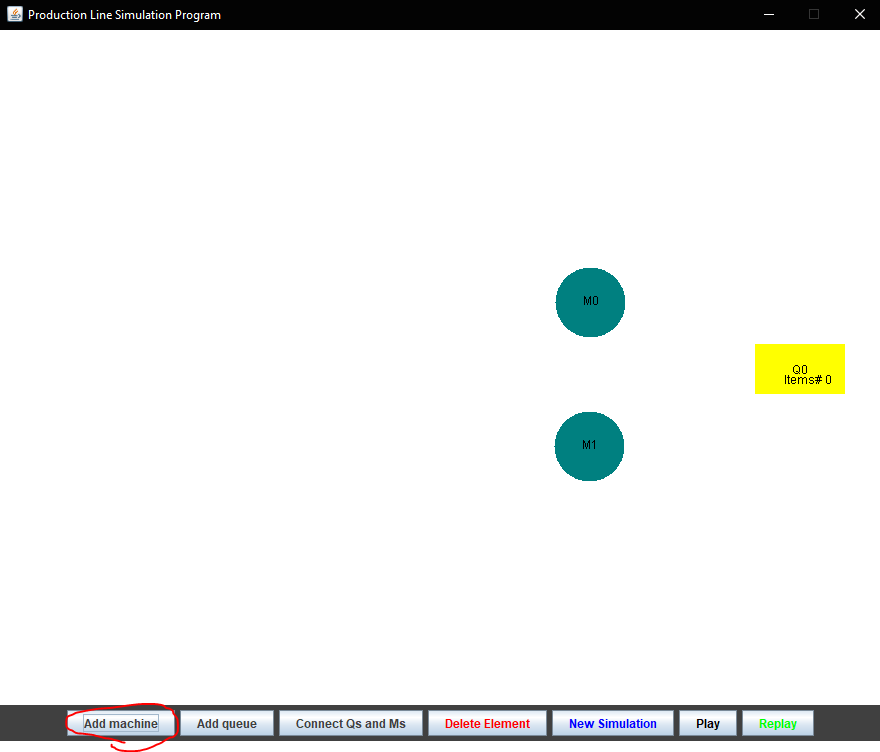 Production Line Simulation Program
M0
Q0
Items# 0
M1
Add machine Add queue Connect Qs and Ms Delete Element New Simulation Play Replay